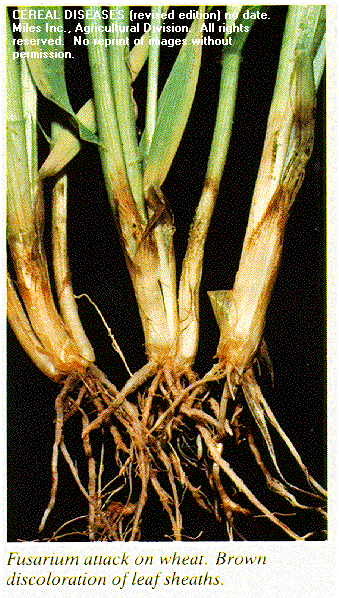 CEREAL DISEASES (revised edition) no date.
Miles Inc., Agricultural Division. All rights
reserved. No reprint of images without
permission.
Fusarium attack on wheat. Brown
discoloration of leaf sheaths.